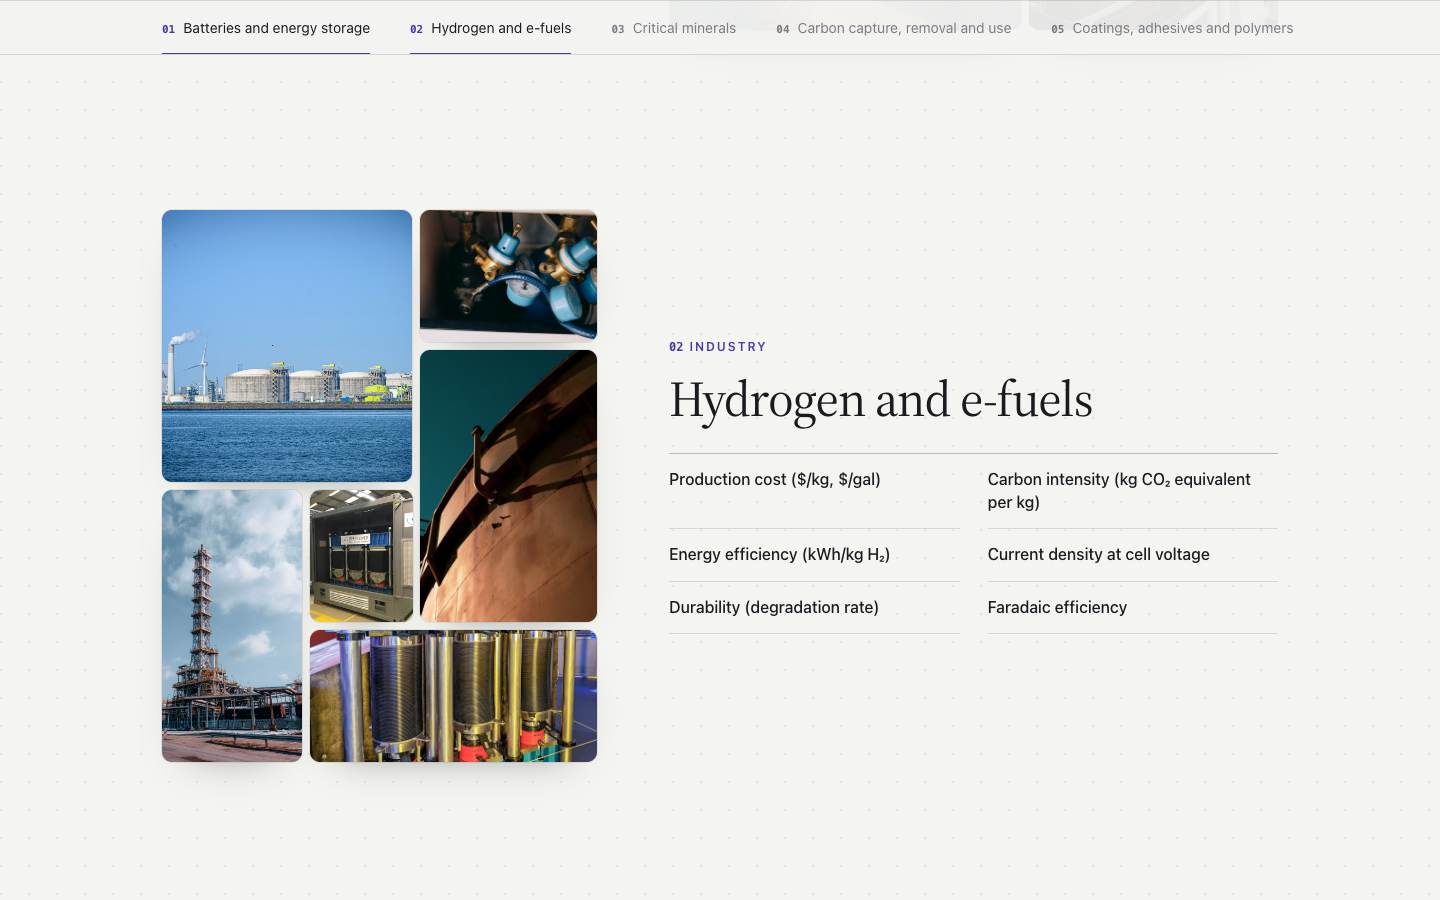 01 Batteries and energy storage
02 Hydrogen and e-fuels
03 Critical minerals
04 Carbon capture, removal and use
05 Coatings, adhesives and polymers
02 INDUSTRY
Hydrogen and e-fuels
Production cost ($/kg, $/gal)
Carbon intensity (kg CO₂ equivalent
per kg)
Energy efficiency (kWh/kg H₂)
Current density at cell voltage
Durability (degradation rate)
Faradaic efficiency